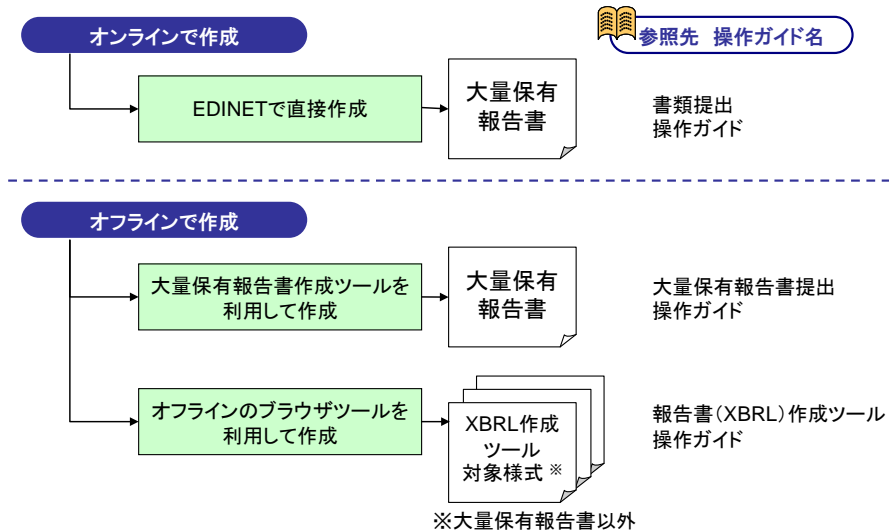 オンラインで作成
参照先 操作ガイド名
EDINETで直接作成
大量保有
報告書
書類提出
操作ガイド
オフラインで作成
大量保有報告書作成ツールを
利用して作成
大量保有
報告書
大量保有報告書提出
操作ガイド
オフラインのブラウザツールを
利用して作成
XBRL作成
ツール
対象様式※
報告書(XBRL)作成ツール
操作ガイド
※大量保有報告書以外